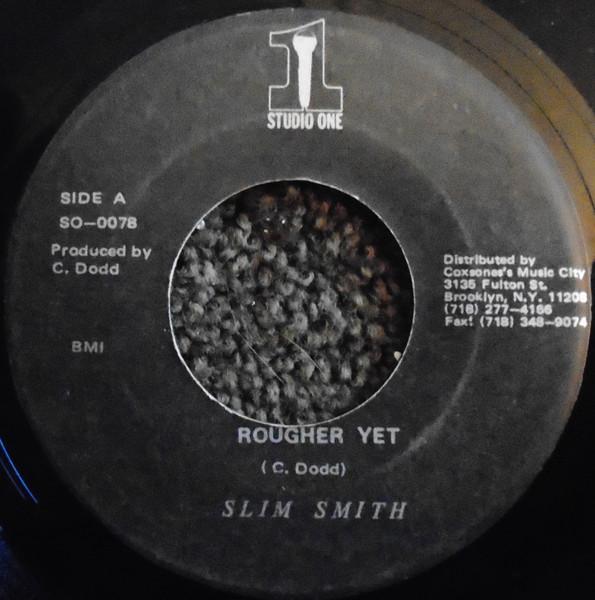 1
STUDIO ONE
SIDE A
SO-0078
Produced by
C. Dodd
BMI
Distributed by
Coxsones's Music City
3135 Fulton St.
Brooklyn, N.Y. 11208
(718) 277-4166
Fax: (718) 348-9074
ROUGHER YET
(C. Dodd)
SLIM SMITH